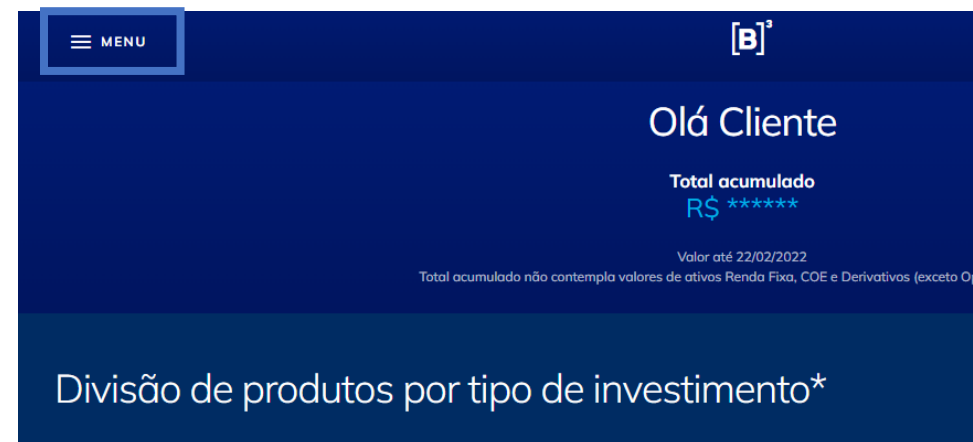 MENU
[B]³
Olá Cliente
Total acumulado
R$ ******
Valor até 22/02/2022
Total acumulado não contempla valores de ativos Renda Fixa, COE e Derivativos (exceto
Divisão de produtos por tipo de investimento*